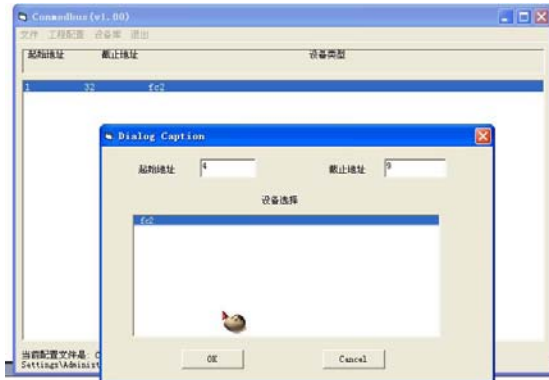 Conmodbus(v1.00)
文件 工程配置 设备库 退出
起始地址 截止地址 设备类型
1 32 fc2
Dialog Caption
起始地址 4 截止地址 9
设备选择
fc2
OK Cancel
当前配置文件是: C
Settings\Administ